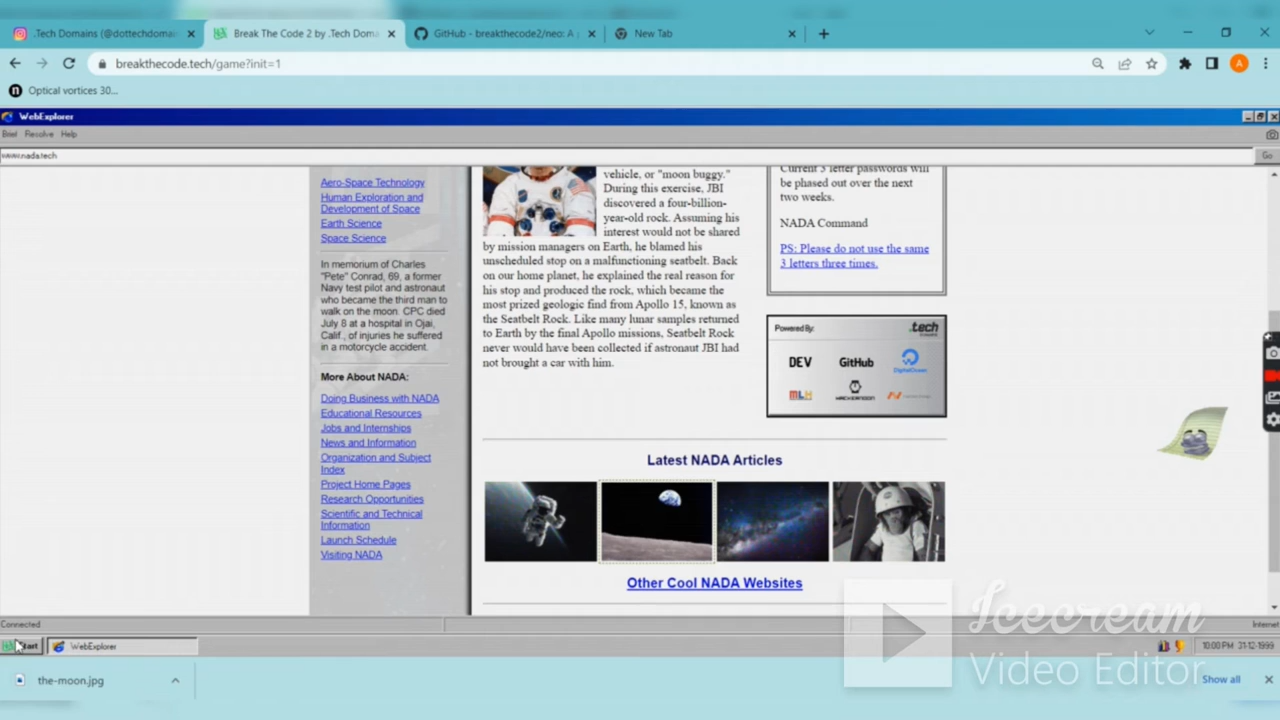 .Tech Domains (@dottechdomain
Break The Code 2 by .Tech Doma
GitHub - breakthecode2/neo: A p
New Tab
A
breakthecode.tech/game?init=1
Optical vortices 30...
WebExplorer
Brief Resolve Help
www.nada.tech
Go
Aero-Space Technology
Human Exploration and
Development of Space
Earth Science
Space Science
In memorium of Charles
"Pete" Conrad, 69, a former
Navy test pilot and astronaut
who became the third man to
walk on the moon. CPC died
July 8 at a hospital in Ojai,
Calif., of injuries he suffered
in a motorcycle accident.
More About NADA:
Doing Business with NADA
Educational Resources
Jobs and Internships
News and Information
Organization and Subject
Index
Project Home Pages
Research Opportunities
Scientific and Technical
Information
Launch Schedule
Visiting NADA
vehicle, or "moon buggy."
During this exercise, JBI
discovered a four-billion-
year-old rock. Assuming his
interest would not be shared
by mission managers on Earth, he blamed his
unscheduled stop on a malfunctioning seatbelt. Back
on our home planet, he explained the real reason for
his stop and produced the rock, which became the
most prized geologic find from Apollo 15, known as
the Seatbelt Rock. Like many lunar samples returned
to Earth by the final Apollo missions, Seatbelt Rock
never would have been collected if astronaut JBI had
not brought a car with him.
Current 3 letter passwords will
be phased out over the next
two weeks.
NADA Command
PS: Please do not use the same
3 letters three times.
Powered By:
.tech
DEV GitHub DigitalOcean
MLH HACKERNOON
Latest NADA Articles
Other Cool NADA Websites
Connected
Internet
Start
WebExplorer
10:00 PM 31-12-1999
the-moon.jpg
Show all
Icecream
Video Editor